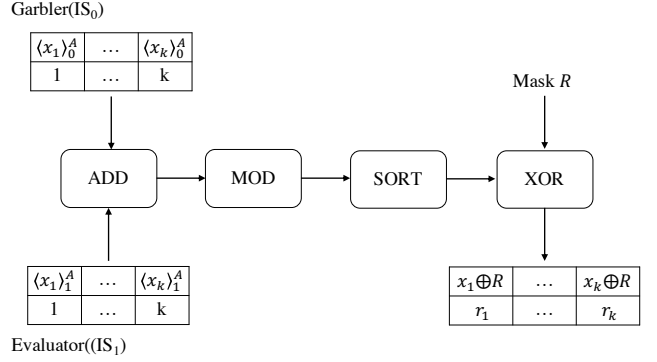 Garbler(IS₀)
⟨x₁⟩₀ᴬ … ⟨xₖ⟩₀ᴬ
1 … k
Mask R
ADD MOD SORT XOR
⟨x₁⟩₁ᴬ … ⟨xₖ⟩₁ᴬ
1 … k
x₁⊕R … xₖ⊕R
r₁ … rₖ
Evaluator((IS₁)